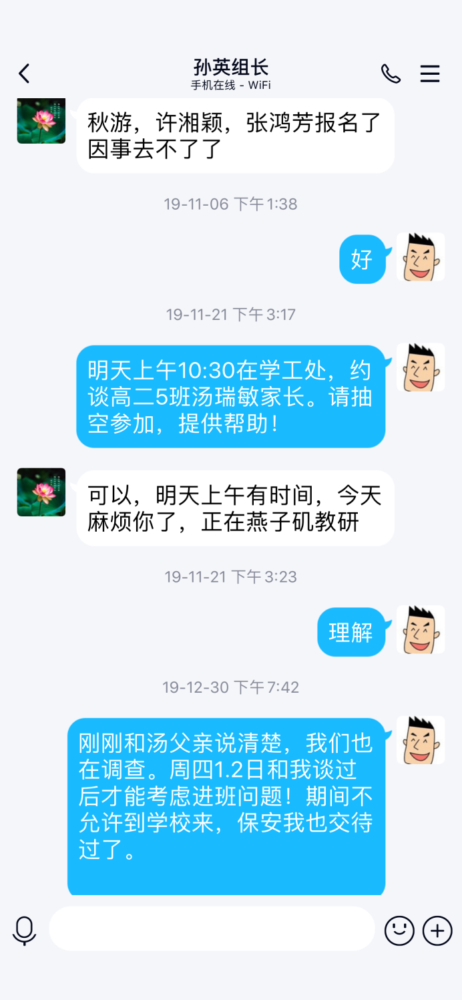 孙英组长
手机在线 - WiFi
秋游，许湘颖，张鸿芳报名了
因事去不了了
19-11-06 下午1:38
好
19-11-21 下午3:17
明天上午10:30在学工处，约
谈高二5班汤瑞敏家长。请抽
空参加，提供帮助！
可以，明天上午有时间，今天
麻烦你了，正在燕子矶教研
19-11-21 下午3:23
理解
19-12-30 下午7:42
刚刚和汤父亲说清楚，我们也
在调查。周四1.2日和我谈过
后才能考虑进班问题！期间不
允许到学校来，保安我也交待
过了。